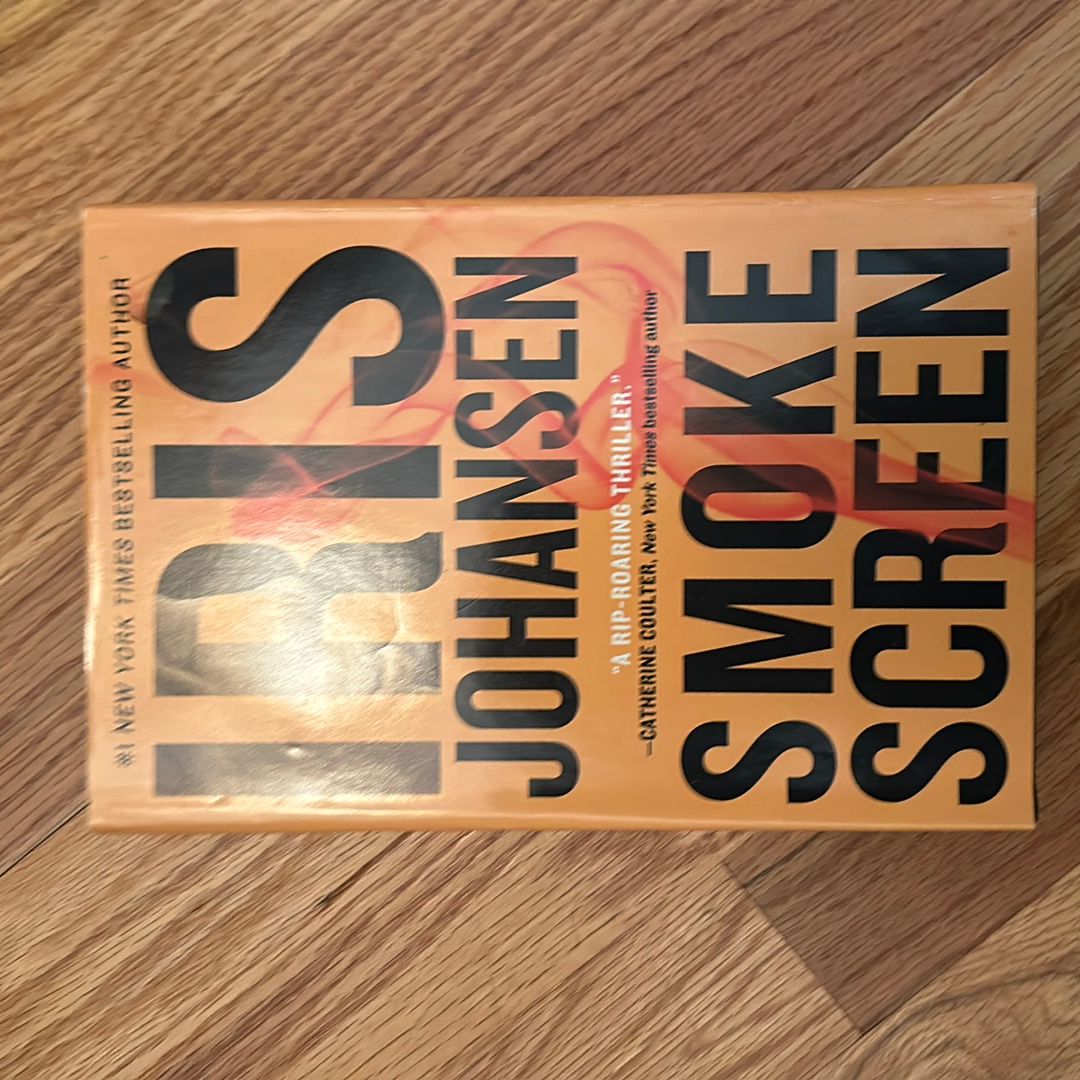 #1 NEW YORK TIMES BESTSELLING AUTHOR
IRIS
JOHANSEN
"A RIP-ROARING THRILLER."
—CATHERINE COULTER, New York Times bestselling author
SMOKE
SCREEN